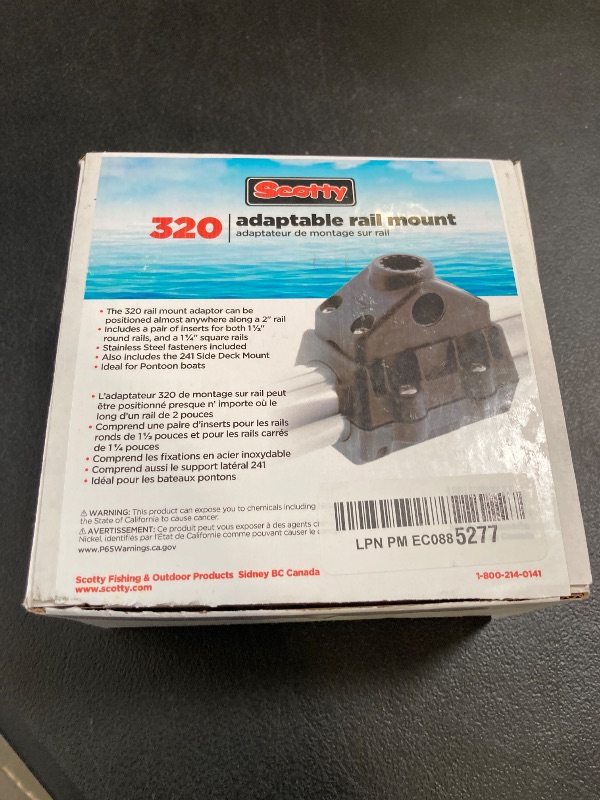 Scotty
320 adaptable rail mount
adaptateur de montage sur rail
• The 320 rail mount adaptor can be
positioned almost anywhere along a 2" rail
• Includes a pair of inserts for both 1½"
round rails, and a 1¼" square rails
• Stainless Steel fasteners included
• Also includes the 241 Side Deck Mount
• Ideal for Pontoon boats
• L'adaptateur 320 de montage sur rail peut
être positionné presque n' importe où le
long d'un rail de 2 pouces
• Comprend une paire d'inserts pour les rails
ronds de 1½ pouces et pour les rails carrés
de 1¼ pouces
• Comprend les fixations en acier inoxydable
• Comprend aussi le support latéral 241
• Idéal pour les bateaux pontons
⚠ WARNING: This product can expose you to chemicals including
the State of California to cause cancer.
⚠ AVERTISSEMENT: Ce produit peut vous exposer à des agents ci
Nickel, identifiés par l'État de Californie comme pouvant causer le
www.P65Warnings.ca.gov
LPN PM EC088 5277
Scotty Fishing & Outdoor Products Sidney BC Canada
www.scotty.com
1-800-214-0141